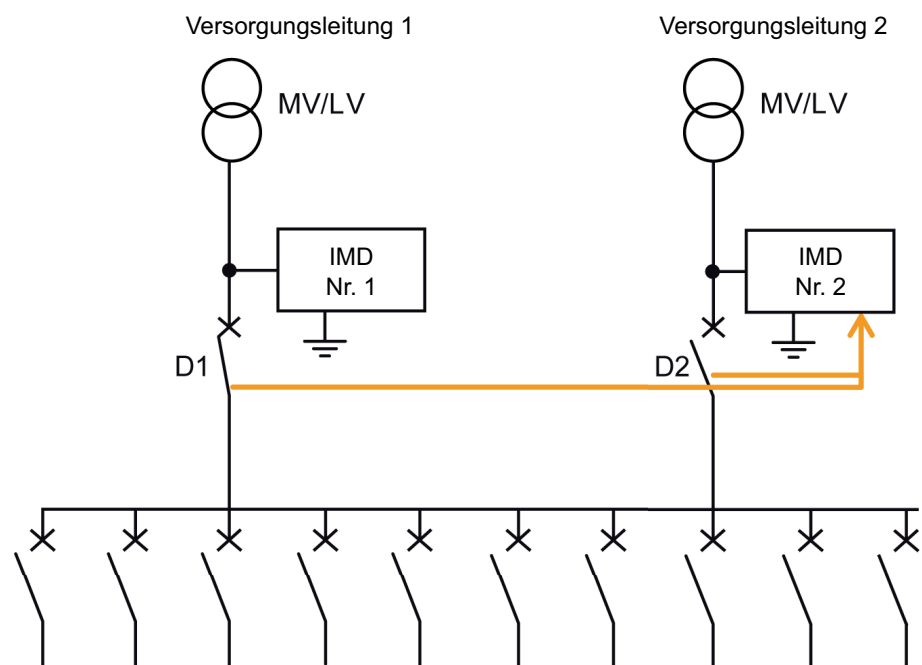 Versorgungsleitung 1
Versorgungsleitung 2
MV/LV
MV/LV
IMD
Nr. 1
IMD
Nr. 2
D1
D2